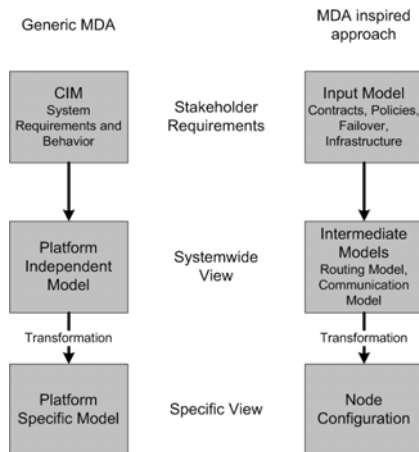 Generic MDA
MDA inspired
approach
CIM
System
Requirements and
Behavior
Stakeholder
Requirements
Input Model
Contracts, Policies,
Failover,
Infrastructure
Platform
Independent
Model
Systemwide
View
Intermediate
Models
Routing Model,
Communication
Model
Transformation
Transformation
Platform
Specific Model
Specific View
Node
Configuration